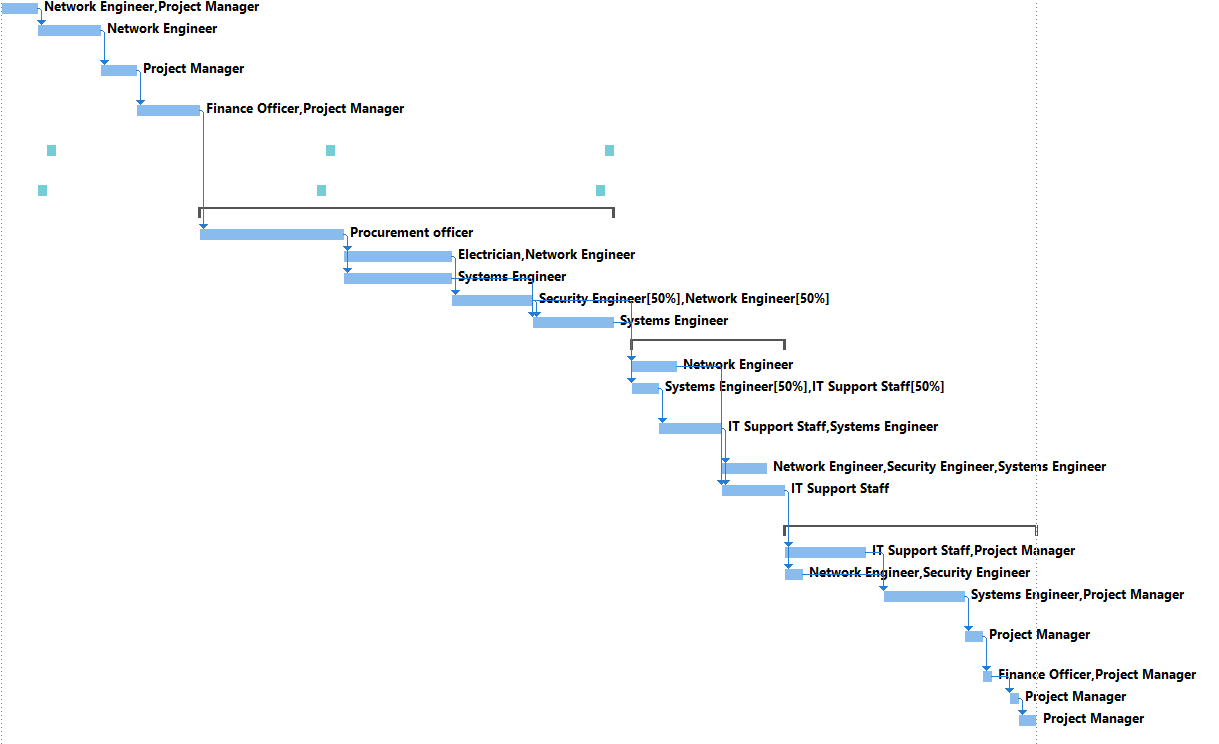 Network Engineer,Project Manager
Network Engineer
Project Manager
Finance Officer,Project Manager
Procurement officer
Electrician,Network Engineer
Systems Engineer
Security Engineer[50%],Network Engineer[50%]
Systems Engineer
Network Engineer
Systems Engineer[50%],IT Support Staff[50%]
IT Support Staff,Systems Engineer
Network Engineer,Security Engineer,Systems Engineer
IT Support Staff
IT Support Staff,Project Manager
Network Engineer,Security Engineer
Systems Engineer,Project Manager
Project Manager
Finance Officer,Project Manager
Project Manager
Project Manager